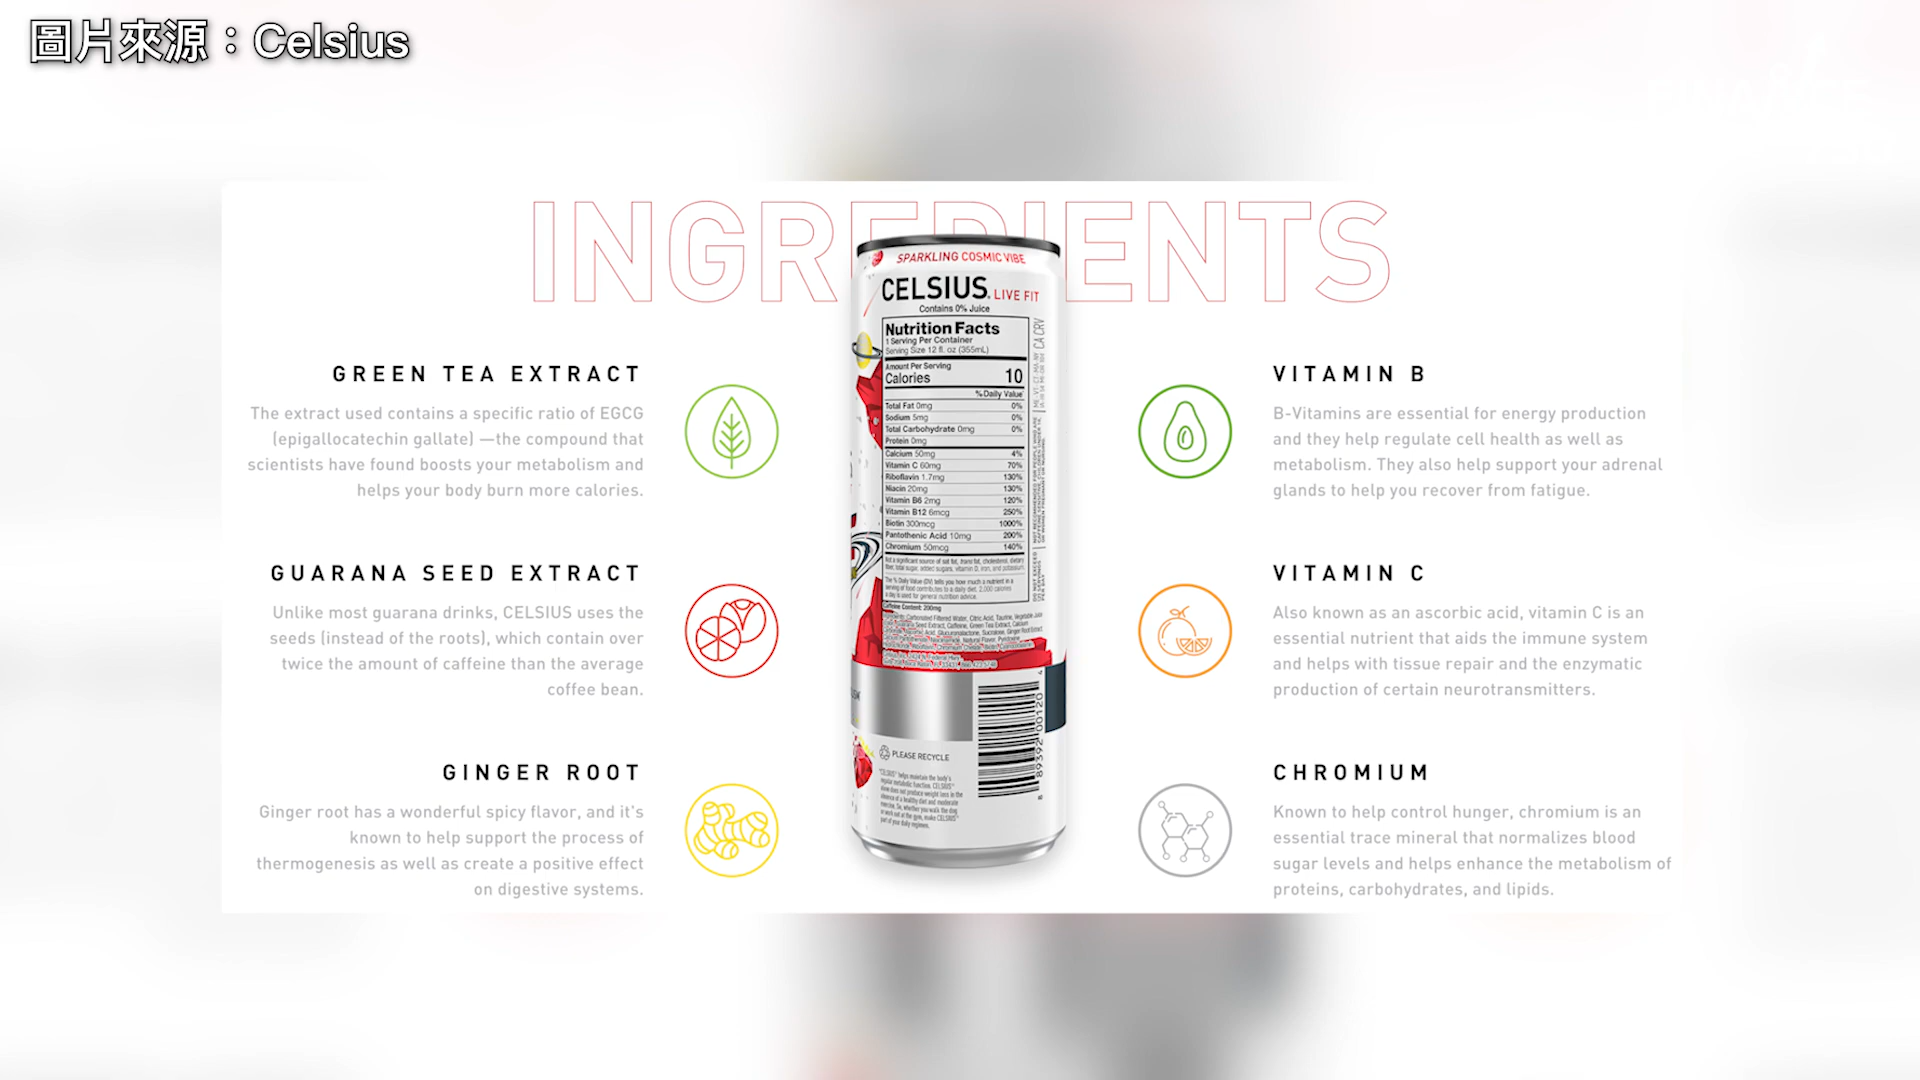 圖片來源：Celsius
INGREDIENTS
GREEN TEA EXTRACT
The extract used contains a specific ratio of EGCG
(epigallocatechin gallate) —the compound that
scientists have found boosts your metabolism and
helps your body burn more calories.
GUARANA SEED EXTRACT
Unlike most guarana drinks, CELSIUS uses the
seeds (instead of the roots), which contain over
twice the amount of caffeine than the average
coffee bean.
GINGER ROOT
Ginger root has a wonderful spicy flavor, and it's
known to help support the process of
thermogenesis as well as create a positive effect
on digestive systems.
SPARKLING COSMIC VIBE
CELSIUS. LIVE FIT
Contains 0% Juice
Nutrition Facts
1 Serving Per Container
Serving Size 12 fl. oz (355mL)
Amount Per Serving
Calories 10
% Daily Value
Total Fat 0mg 0%
Sodium 5mg 0%
Total Carbohydrate 0mg 0%
Protein 0mg
Calcium 50mg 4%
Vitamin C 60mg 70%
Riboflavin 1.7mg 130%
Niacin 20mg 130%
Vitamin B6 2mg 120%
Vitamin B12 6mcg 250%
Biotin 300mcg 1000%
Pantothenic Acid 10mg 200%
Chromium 50mcg 140%
Caffeine Content: 200mg
CA CRV
PLEASE RECYCLE
VITAMIN B
B-Vitamins are essential for energy production
and they help regulate cell health as well as
metabolism. They also help support your adrenal
glands to help you recover from fatigue.
VITAMIN C
Also known as an ascorbic acid, vitamin C is an
essential nutrient that aids the immune system
and helps with tissue repair and the enzymatic
production of certain neurotransmitters.
CHROMIUM
Known to help control hunger, chromium is an
essential trace mineral that normalizes blood
sugar levels and helps enhance the metabolism of
proteins, carbohydrates, and lipids.